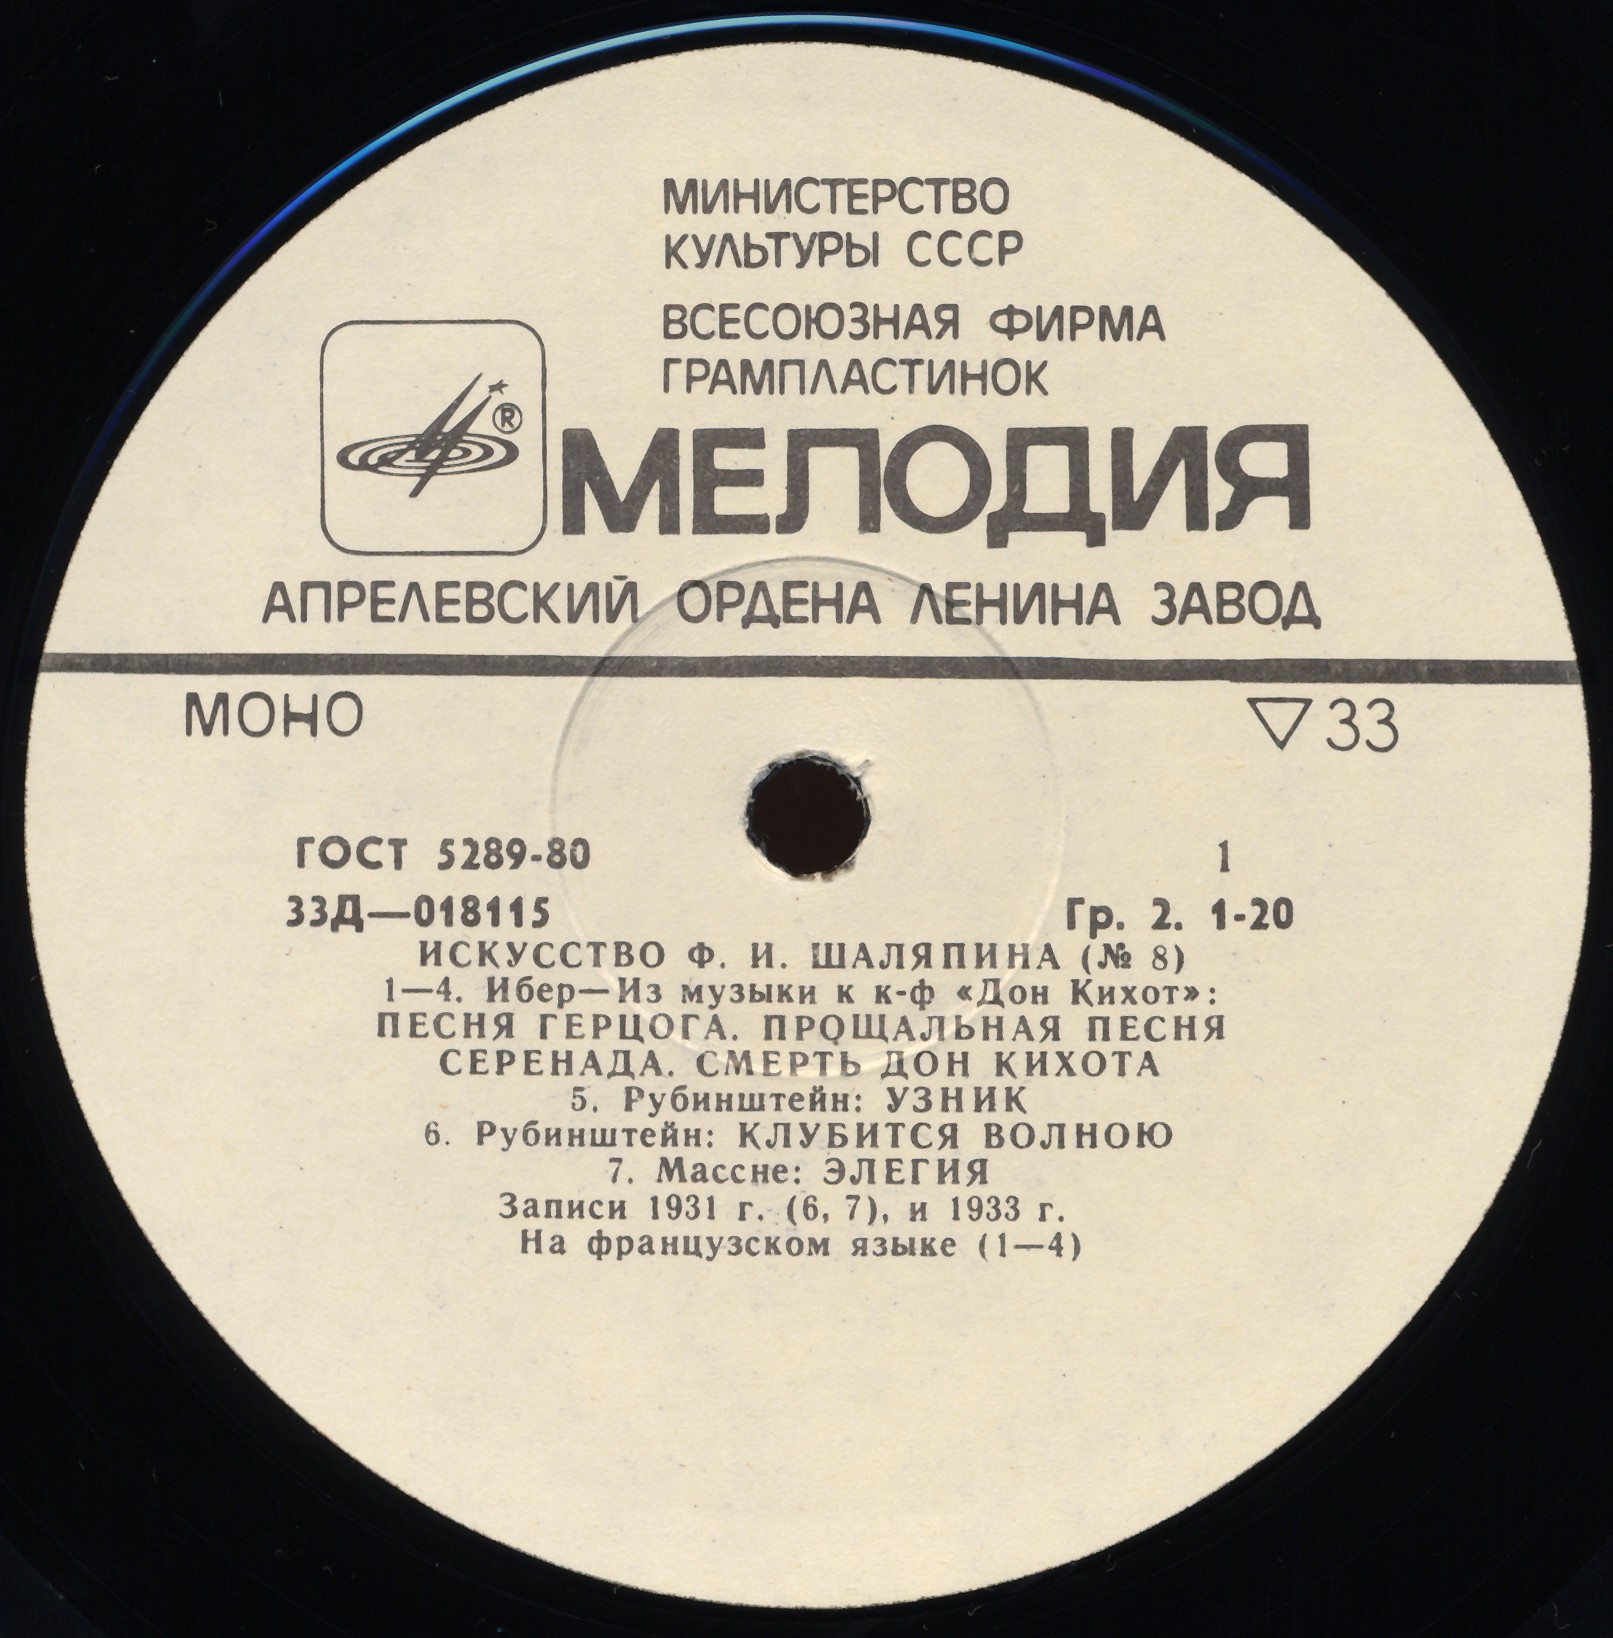 МИНИСТЕРСТВО
КУЛЬТУРЫ СССР
ВСЕСОЮЗНАЯ ФИРМА
ГРАМПЛАСТИНОК
®
МЕЛОДИЯ
АПРЕЛЕВСКИЙ ОРДЕНА ЛЕНИНА ЗАВОД
МОНО ▽33
ГОСТ 5289-80 1
33Д—018115 Гр. 2. 1-20
ИСКУССТВО Ф. И. ШАЛЯПИНА (№ 8)
1—4. Ибер—Из музыки к к-ф «Дон Кихот»:
ПЕСНЯ ГЕРЦОГА. ПРОЩАЛЬНАЯ ПЕСНЯ
СЕРЕНАДА. СМЕРТЬ ДОН КИХОТА
5. Рубинштейн: УЗНИК
6. Рубинштейн: КЛУБИТСЯ ВОЛНОЮ
7. Массне: ЭЛЕГИЯ
Записи 1931 г. (6, 7), и 1933 г.
На французском языке (1—4)